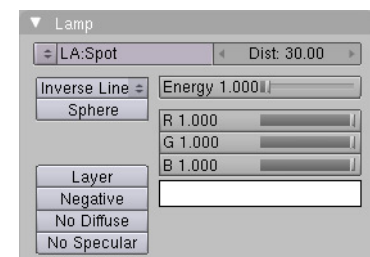 Lamp
LA:Spot Dist: 30.00
Inverse Line Energy 1.000
Sphere
R 1.000
G 1.000
B 1.000
Layer
Negative
No Diffuse
No Specular